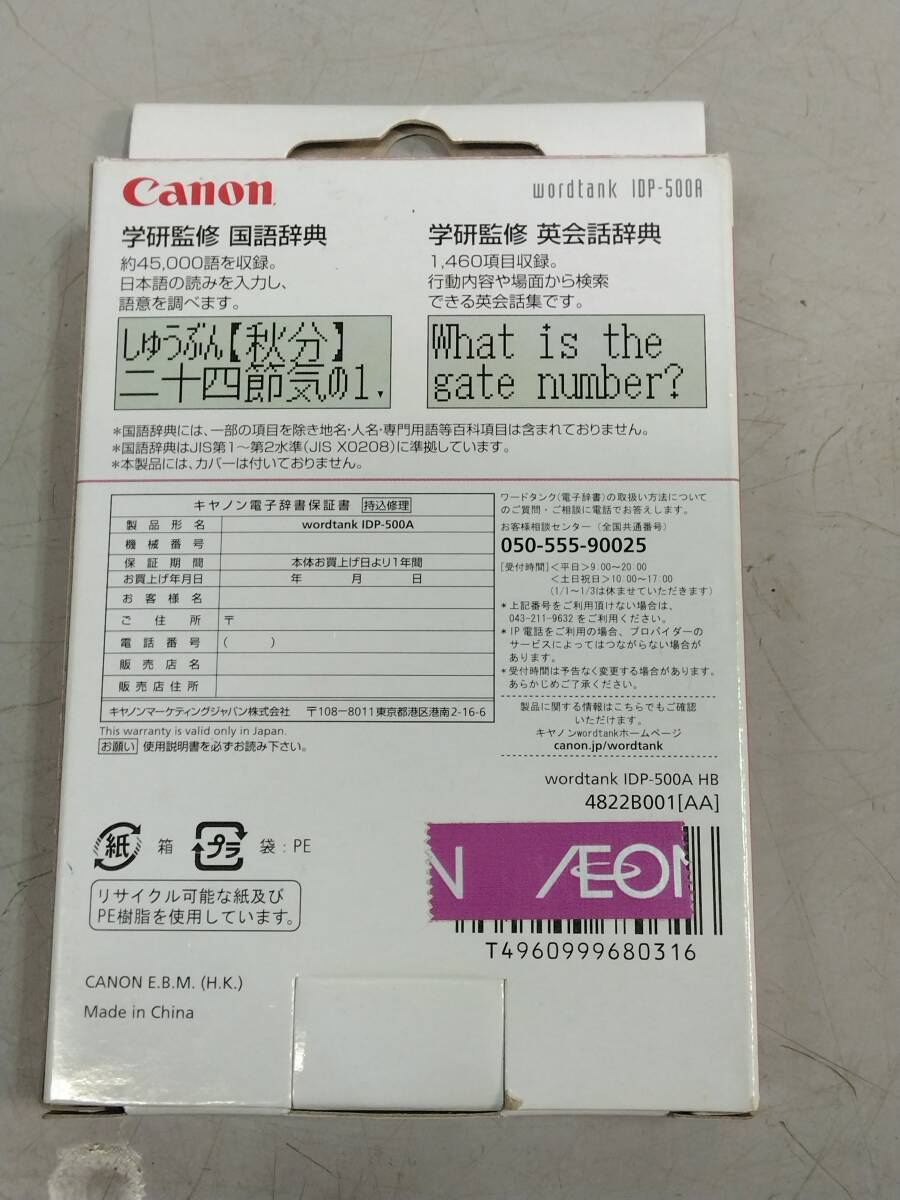 Canon
wordtank IDP-500A
学研監修 国語辞典
約45,000語を収録。
日本語の読みを入力し、
語意を調べます。
しゅうぶん【秋分】
二十四節気の1
学研監修 英会話辞典
1,460項目収録。
行動内容や場面から検索
できる英会話集です。
What is the
gate number?
*国語辞典には、一部の項目を除き地名・人名・専門用語等百科項目は含まれておりません。
*国語辞典はJIS第1〜第2水準(JIS X0208)に準拠しています。
*本製品には、カバーは付いておりません。
キヤノン電子辞書保証書 持込修理
製品形名 wordtank IDP-500A
機械番号
保証期間 本体お買上げ日より1年間
お買上げ年月日 年 月 日
お客様名
ご住所 〒
電話番号 ( )
販売店名
販売店住所
キヤノンマーケティングジャパン株式会社 〒108-8011東京都港区港南2-16-6
This warranty is valid only in Japan.
お願い 使用説明書を必ずお読み下さい。
ワードタンク(電子辞書)の取扱い方法について
のご質問・ご相談に電話でお答えします。
お客様相談センター (全国共通番号)
050-555-90025
[受付時間]<平日>9:00〜20:00
<土日祝日>10:00〜17:00
(1/1〜1/3は休ませていただきます)
*上記番号をご利用頂けない場合は、
043-211-9632 をご利用ください。
*IP電話をご利用の場合、プロバイダーの
サービスによってはつながらない場合が
あります。
*受付時間は予告なく変更する場合があります。
あらかじめご了承ください。
製品に関する情報はこちらでもご確認
いただけます。
キヤノンwordtankホームページ
canon.jp/wordtank
wordtank IDP-500A HB
4822B001[AA]
紙 箱 プラ 袋:PE
リサイクル可能な紙及び
PE樹脂を使用しています。
N ÆON
T4960999680316
CANON E.B.M. (H.K.)
Made in China